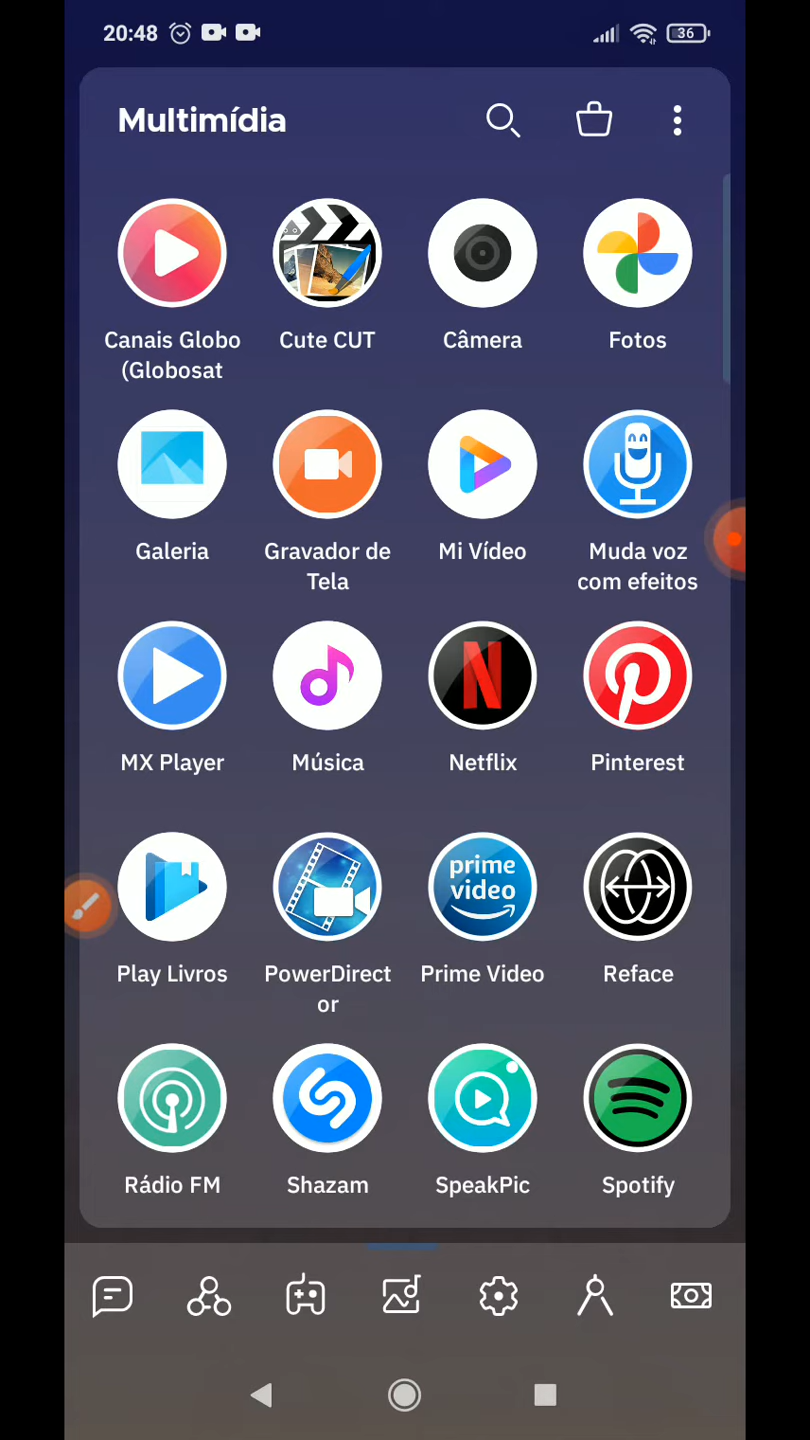 20:48
36
Multimídia
Canais Globo
(Globosat
Cute CUT
Câmera
Fotos
Galeria
Gravador de
Tela
Mi Vídeo
Muda voz
com efeitos
MX Player
Música
Netflix
Pinterest
prime
video
Play Livros
PowerDirect
or
Prime Video
Reface
Rádio FM
Shazam
SpeakPic
Spotify